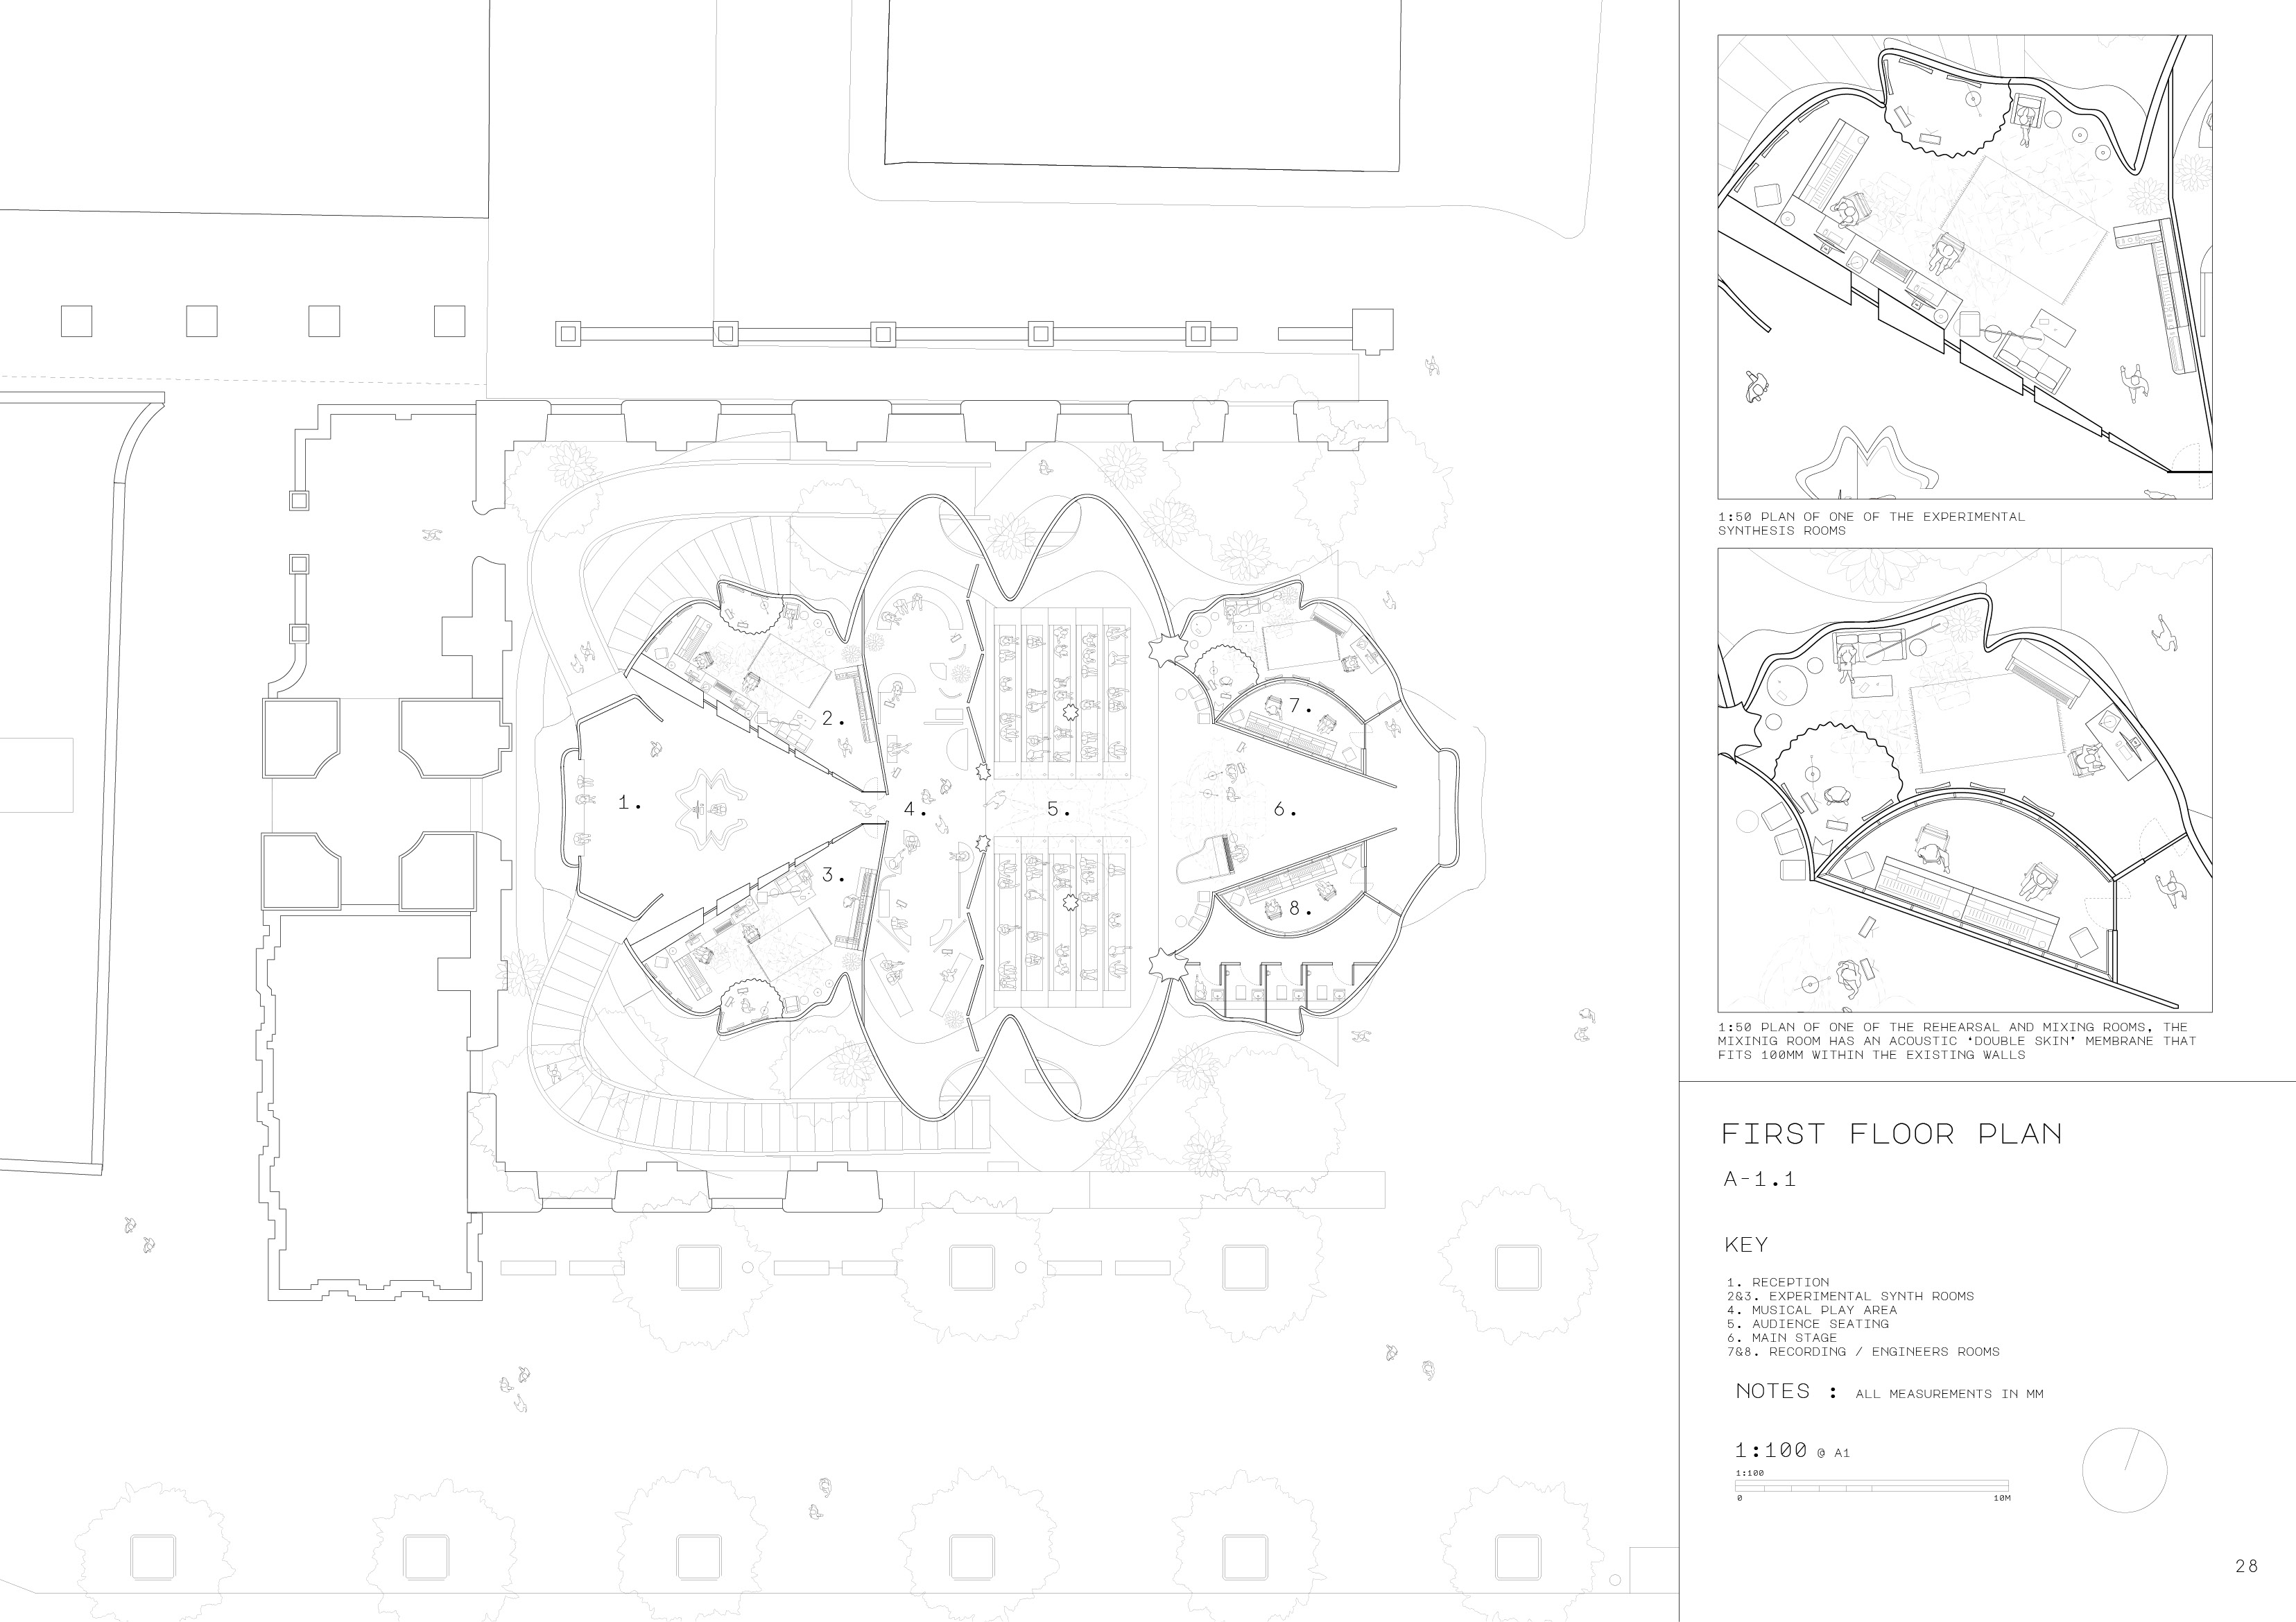 2.
1.
4.
5.
6.
7.
3.
8.
1:50 PLAN OF ONE OF THE EXPERIMENTAL
SYNTHESIS ROOMS
1:50 PLAN OF ONE OF THE REHEARSAL AND MIXING ROOMS, THE
MIXINIG ROOM HAS AN ACOUSTIC 'DOUBLE SKIN' MEMBRANE THAT
FITS 100MM WITHIN THE EXISTING WALLS
FIRST FLOOR PLAN
A-1.1
KEY
1. RECEPTION
2&3. EXPERIMENTAL SYNTH ROOMS
4. MUSICAL PLAY AREA
5. AUDIENCE SEATING
6. MAIN STAGE
7&8. RECORDING / ENGINEERS ROOMS
NOTES : ALL MEASUREMENTS IN MM
1:100 @ A1
1:100
0 10M
28